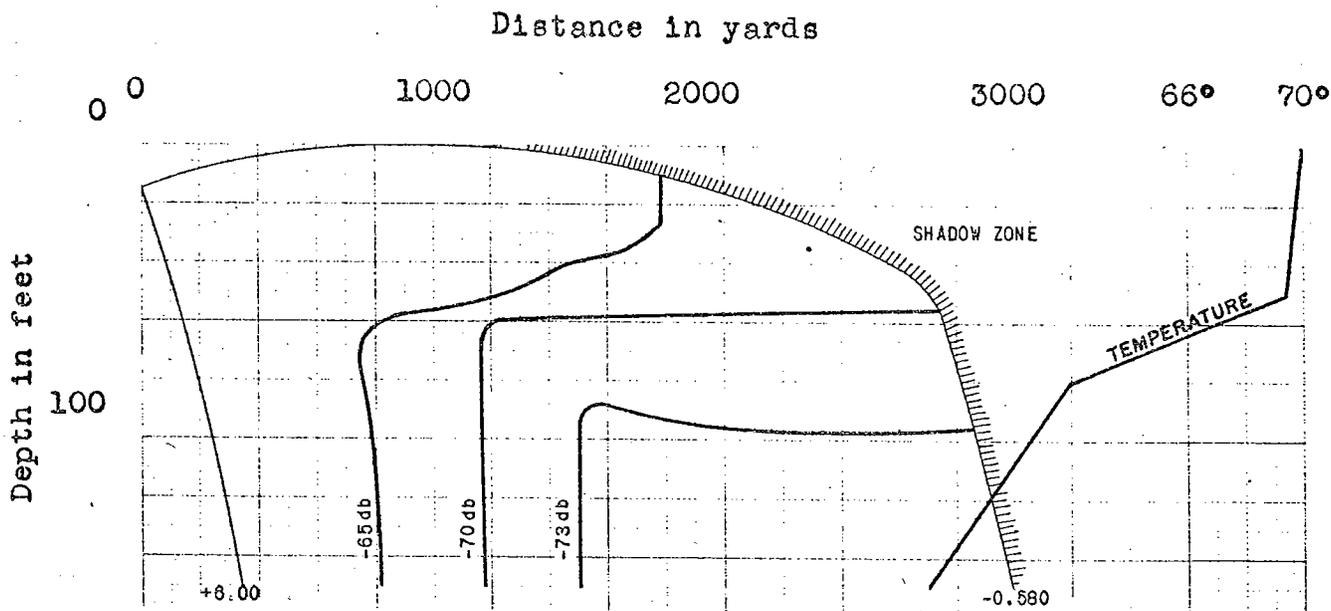 Distance in yards
0 1000 2000 3000 66° 70°
0
SHADOW ZONE
TEMPERATURE
Depth in feet
100
-65db
-70db
-73db
+8.00
-0.580